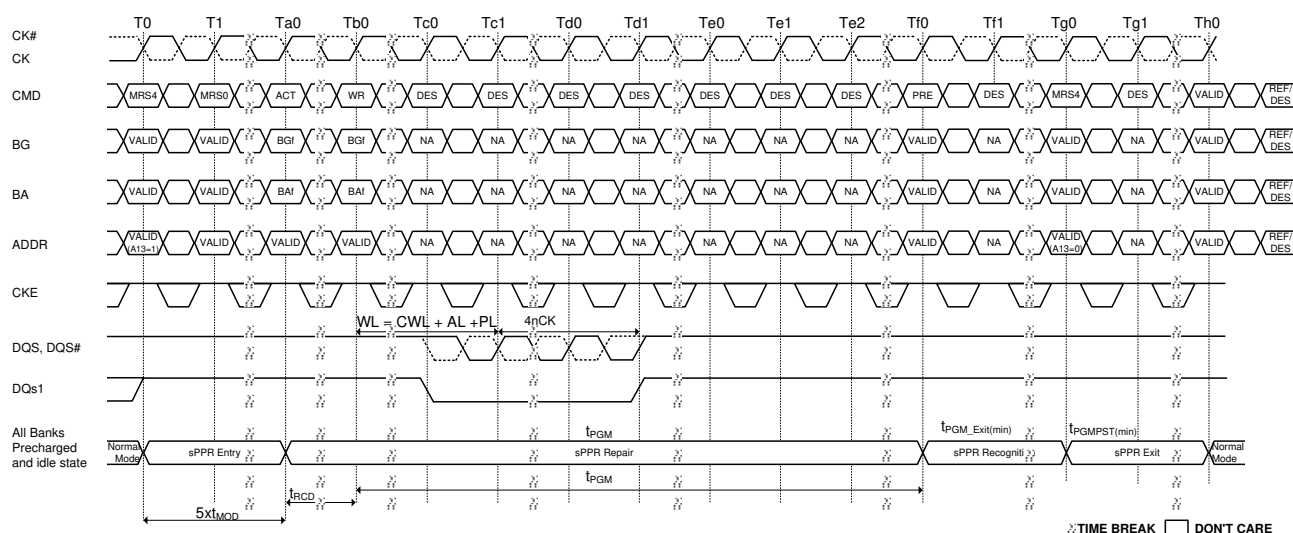 T0 T1 Ta0 Tb0 Tc0 Tc1 Td0 Td1 Te0 Te1 Te2 Tf0 Tf1 Tg0 Tg1 Th0
CK#
CK
CMD MRS4 MRS0 ACT WR DES DES DES DES DES DES DES PRE DES MRS4 DES VALID REF/ DES
BG VALID VALID BGf BGf NA NA NA NA NA NA NA VALID NA VALID NA VALID REF/ DES
BA VALID VALID BAf BAf NA NA NA NA NA NA NA VALID NA VALID NA VALID REF/ DES
ADDR VALID (A13=1) VALID VALID VALID NA NA NA NA NA NA NA VALID NA VALID (A13=0) NA VALID REF/ DES
CKE
WL = CWL + AL +PL 4nCK
DQS, DQS#
DQs1
All Banks
Precharged
and idle state
tPGM tPGM_Exit(min) tPGMPST(min)
Normal Mode sPPR Entry sPPR Repair sPPR Recogniti sPPR Exit Normal Mode
tRCD tPGM
5xtMOD
TIME BREAK DON'T CARE